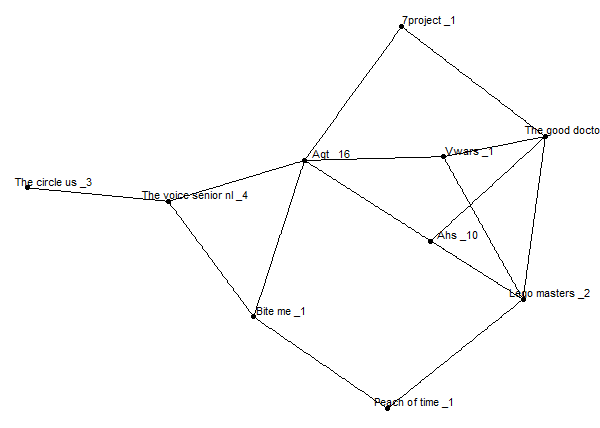 7project _1
The good docto
Vwars _1
Agt _16
The circle us _3
The voice senior nl _4
Ahs _10
Lego masters _2
Bite me _1
Peach of time _1